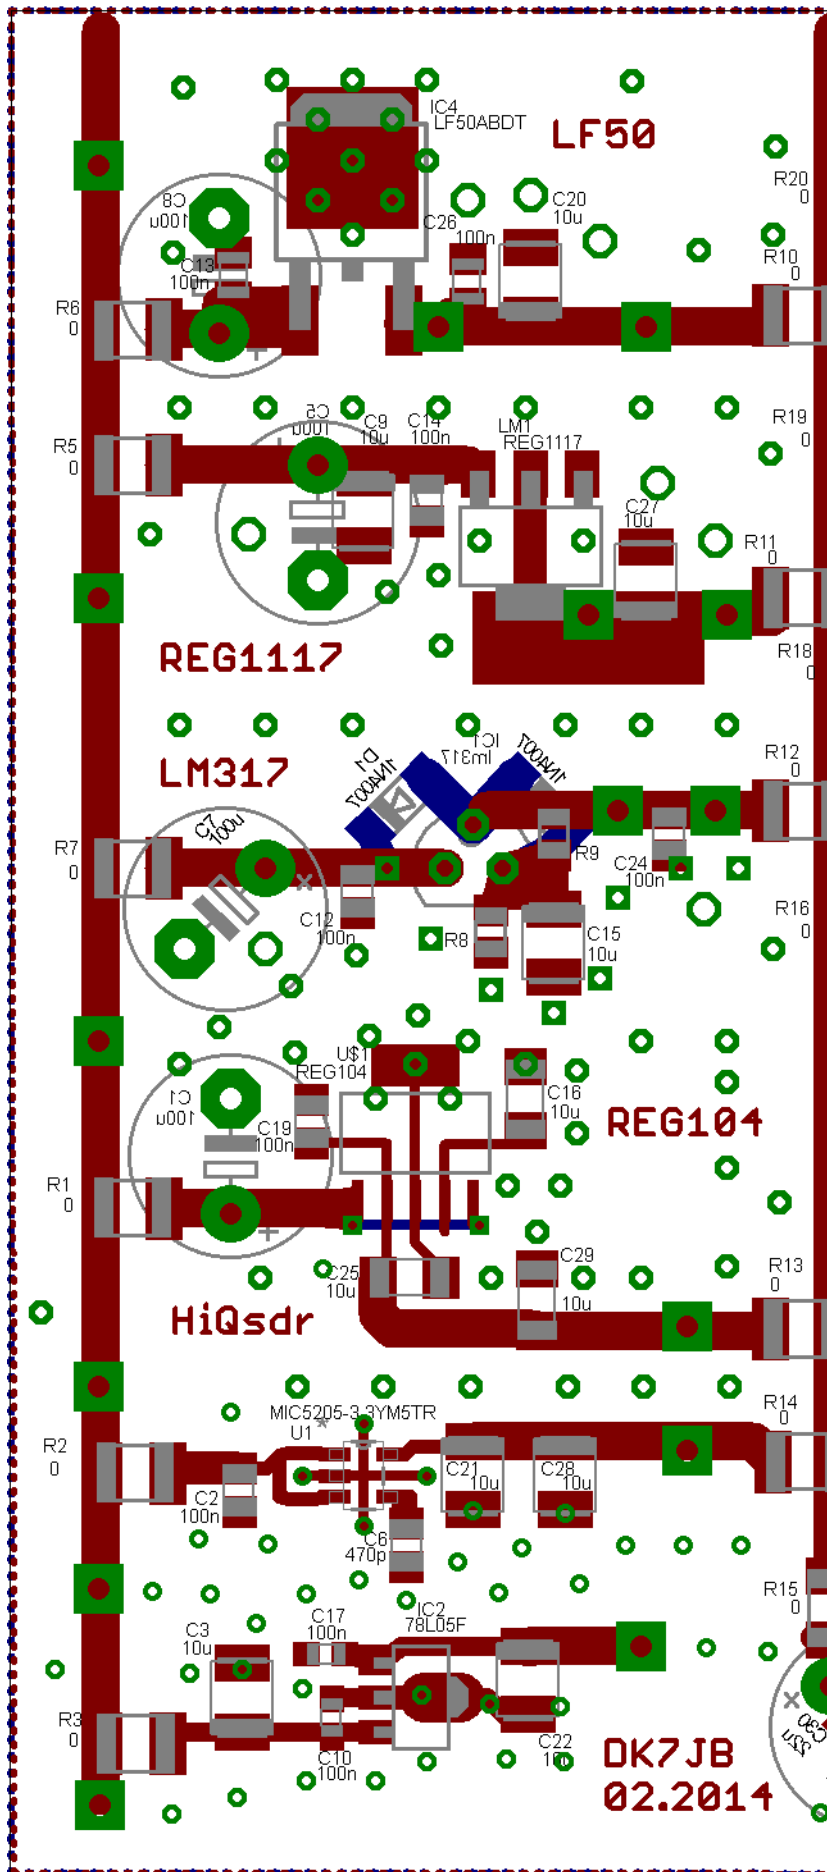 IC4
LF50ABDT
LF50
R20
0
C8
100u
C26
100n
C20
10u
C13
100n
R10
0
R6
0
C5
100u
C9
10u
C14
100n
LM1
REG1117
R19
0
R5
0
C27
10u
R11
0
REG1117
R18
0
LM317
D1
1N4007
IC1
lm317
1N4007
R12
0
C7
100u
R7
0
R9
C24
100n
C12
100n
R8
C15
10u
R16
0
U$1
REG104
C1
100u
C19
100n
C16
10u
REG104
R1
0
C25
10u
C29
10u
R13
0
HiQsdr
MIC5205-3.3YM5TR
U1
R14
0
R2
0
C2
100n
C21
10u
C28
10u
C6
470p
R15
0
IC2
78L05F
C17
100n
C3
10u
R3
0
C10
100n
C22
C30
DK7JB
02.2014